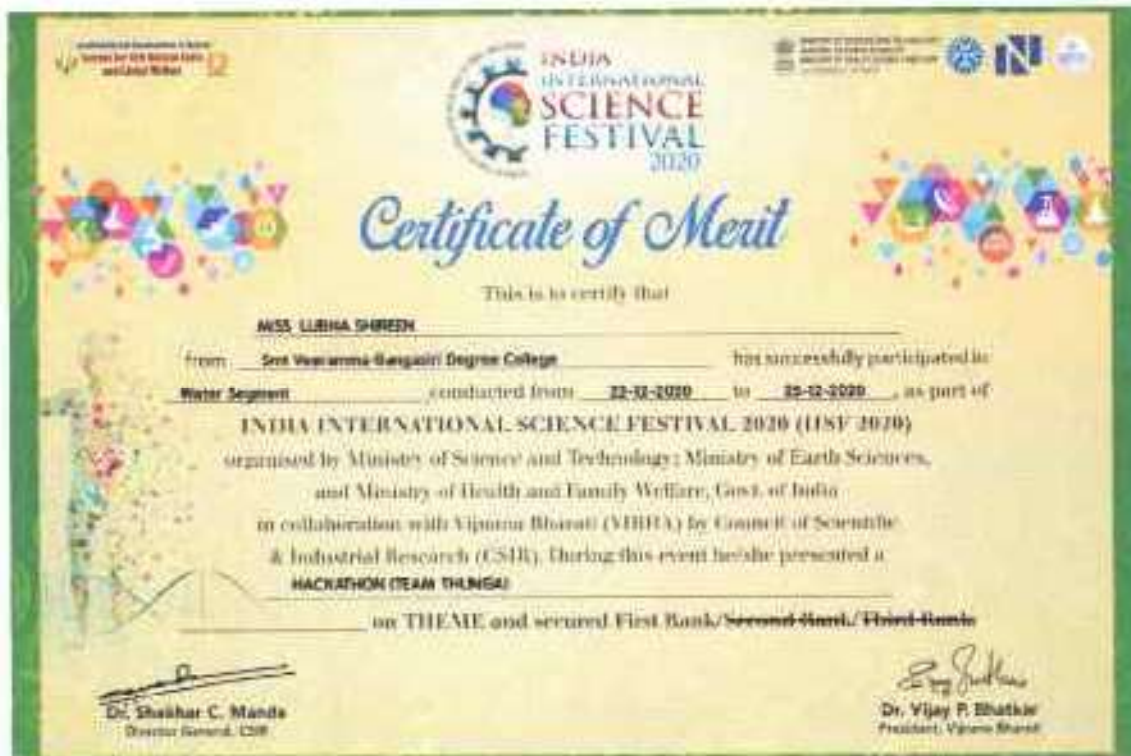 INDIA
INTERNATIONAL
SCIENCE
FESTIVAL
2020
Certificate of Merit
This is to certify that
MISS LUBNA SHIREEN
from Smt Veeramma Gangasiri Degree College has successfully participated in
Water Segment conducted from 22-12-2020 to 25-12-2020 , as part of
INDIA INTERNATIONAL SCIENCE FESTIVAL 2020 (IISF 2020)
organised by Ministry of Science and Technology; Ministry of Earth Sciences,
and Ministry of Health and Family Welfare, Govt. of India
in collaboration with Vijnana Bharati (VIBHA) by Council of Scientific
& Industrial Research (CSIR). During this event he/she presented a
HACKATHON (TEAM THUNGA)
on THEME and secured First Rank/Second Rank/Third Rank
Dr. Shekhar C. Mande
Director General, CSIR
Dr. Vijay P. Bhatkar
President, Vijnana Bharati